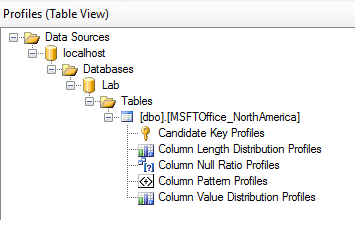 Profiles (Table View)
Data Sources
localhost
Databases
Lab
Tables
[dbo].[MSFTOffice_NorthAmerica]
Candidate Key Profiles
Column Length Distribution Profiles
Column Null Ratio Profiles
Column Pattern Profiles
Column Value Distribution Profiles